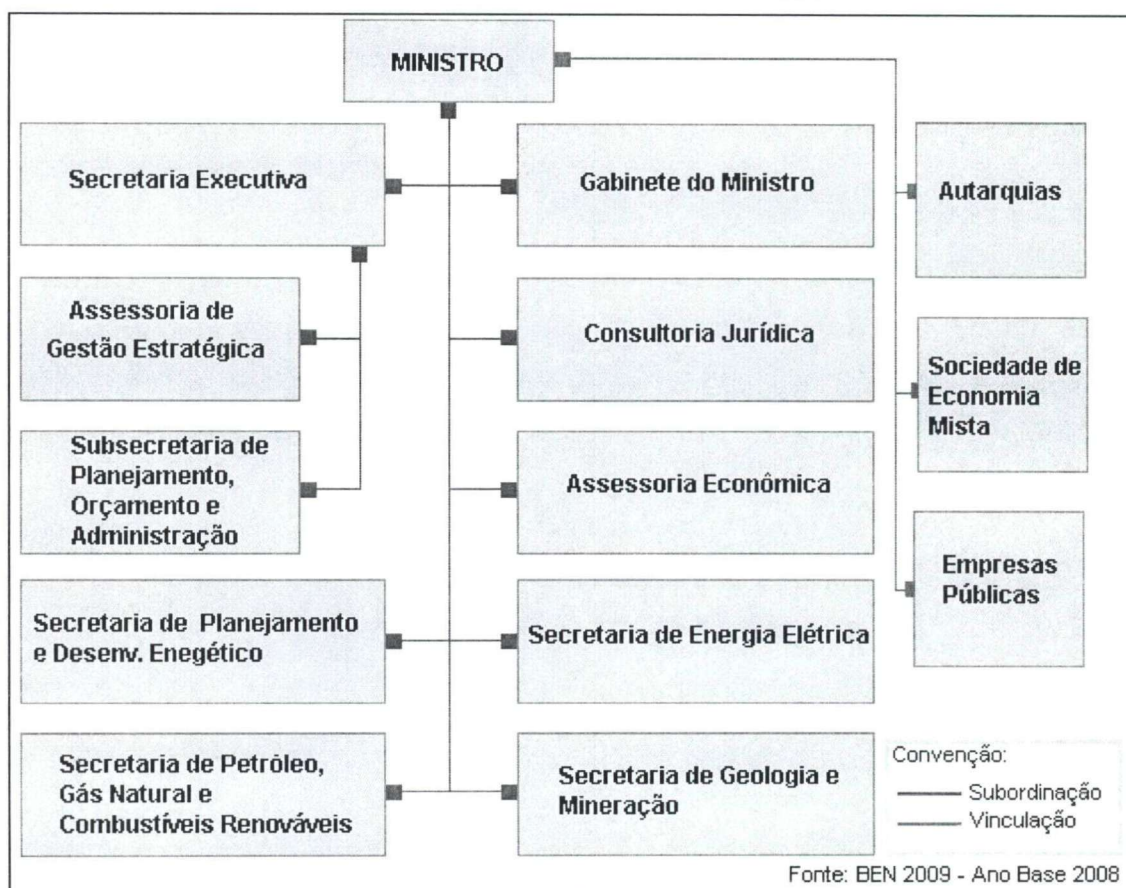 MINISTRO
Secretaria Executiva
Gabinete do Ministro
Autarquias
Assessoria de
Gestão Estratégica
Consultoria Jurídica
Sociedade de
Economia
Mista
Subsecretaria de
Planejamento,
Orçamento e
Administração
Assessoria Econômica
Empresas
Públicas
Secretaria de Planejamento
e Desenv. Enegético
Secretaria de Energia Elétrica
Secretaria de Petróleo,
Gás Natural e
Combustíveis Renováveis
Secretaria de Geologia e
Mineração
Convenção:
Subordinação
Vinculação
Fonte: BEN 2009 - Ano Base 2008